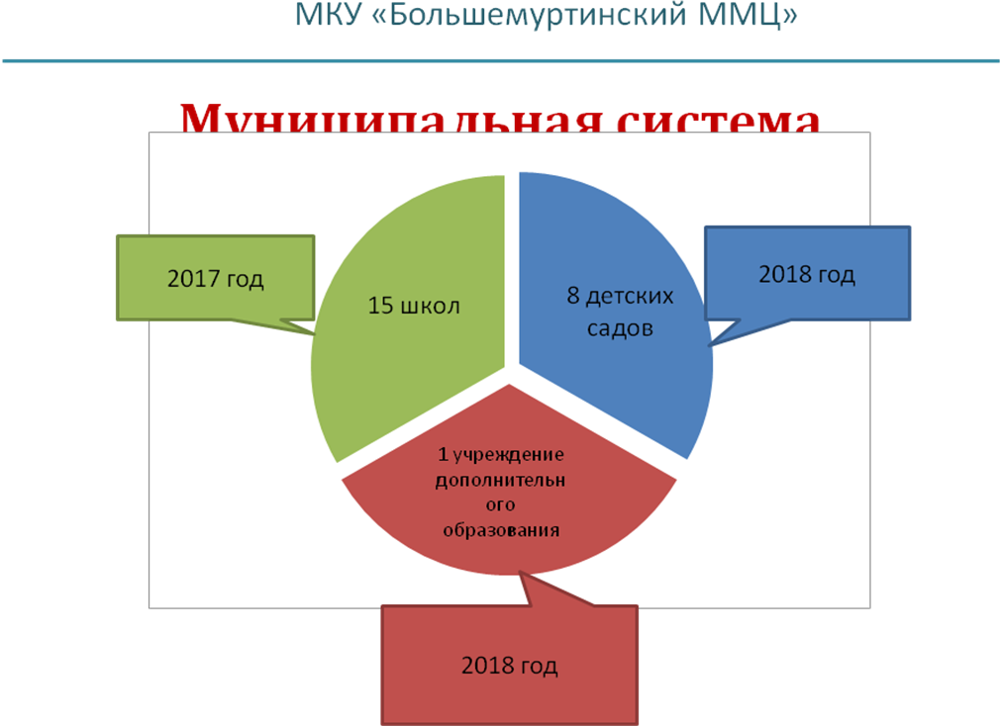 МКУ «Большемуртинский ММЦ»
Муниципальная система
2017 год
15 школ
8 детских
садов
2018 год
1 учреждение
дополнительн
ого
образования
2018 год